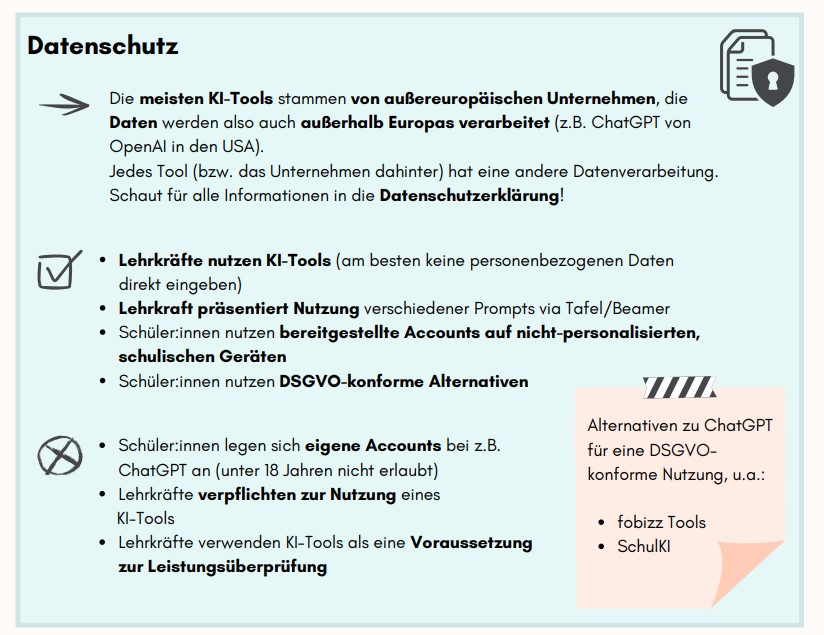 Datenschutz
Die meisten KI-Tools stammen von außereuropäischen Unternehmen, die
Daten werden also auch außerhalb Europas verarbeitet (z.B. ChatGPT von
OpenAI in den USA).
Jedes Tool (bzw. das Unternehmen dahinter) hat eine andere Datenverarbeitung.
Schaut für alle Informationen in die Datenschutzerklärung!
• Lehrkräfte nutzen KI-Tools (am besten keine personenbezogenen Daten
direkt eingeben)
• Lehrkraft präsentiert Nutzung verschiedener Prompts via Tafel/Beamer
• Schüler:innen nutzen bereitgestellte Accounts auf nicht-personalisierten,
schulischen Geräten
• Schüler:innen nutzen DSGVO-konforme Alternativen
• Schüler:innen legen sich eigene Accounts bei z.B.
ChatGPT an (unter 18 Jahren nicht erlaubt)
• Lehrkräfte verpflichten zur Nutzung eines
KI-Tools
• Lehrkräfte verwenden KI-Tools als eine Voraussetzung
zur Leistungsüberprüfung
Alternativen zu ChatGPT
für eine DSGVO-
konforme Nutzung, u.a.:
• fobizz Tools
• SchulKI